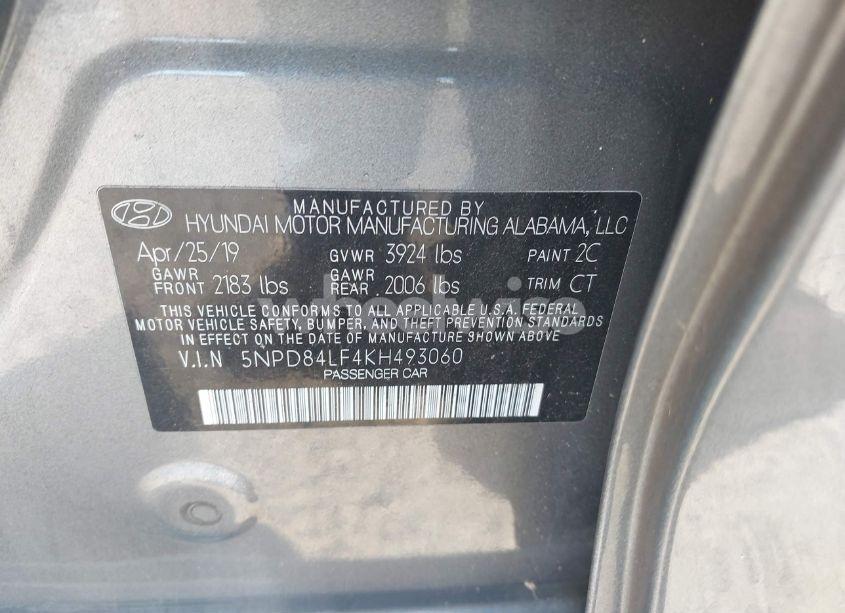 MANUFACTURED BY
HYUNDAI MOTOR MANUFACTURING ALABAMA, LLC
Apr/25/19 GVWR 3924 lbs PAINT 2C
GAWR FRONT 2183 lbs GAWR REAR 2006 lbs TRIM CT
THIS VEHICLE CONFORMS TO ALL APPLICABLE U.S.A. FEDERAL
MOTOR VEHICLE SAFETY, BUMPER, AND THEFT PREVENTION STANDARDS
IN EFFECT ON THE DATE OF MANUFACTURE SHOWN ABOVE
V.I.N 5NPD84LF4KH493060
PASSENGER CAR
wheelwise